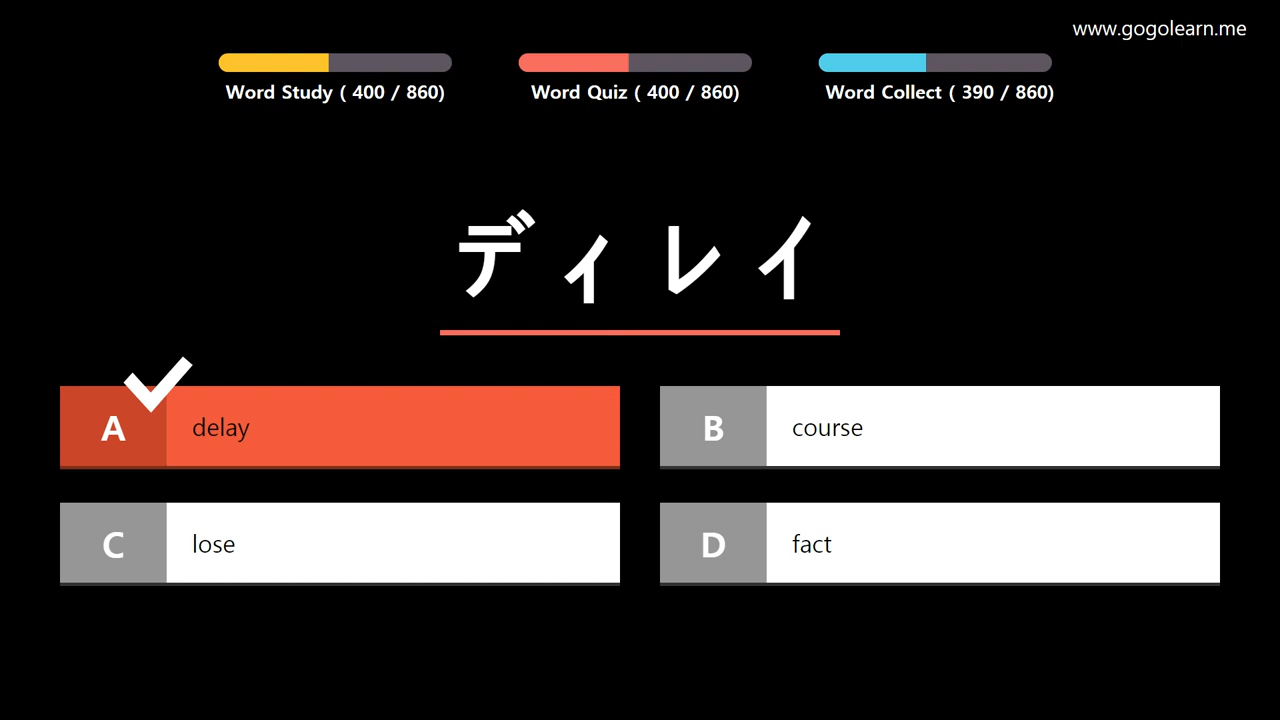 www.gogolearn.me
Word Study ( 400 / 860)
Word Quiz ( 400 / 860)
Word Collect ( 390 / 860)
ディレイ
A delay
B course
C lose
D fact